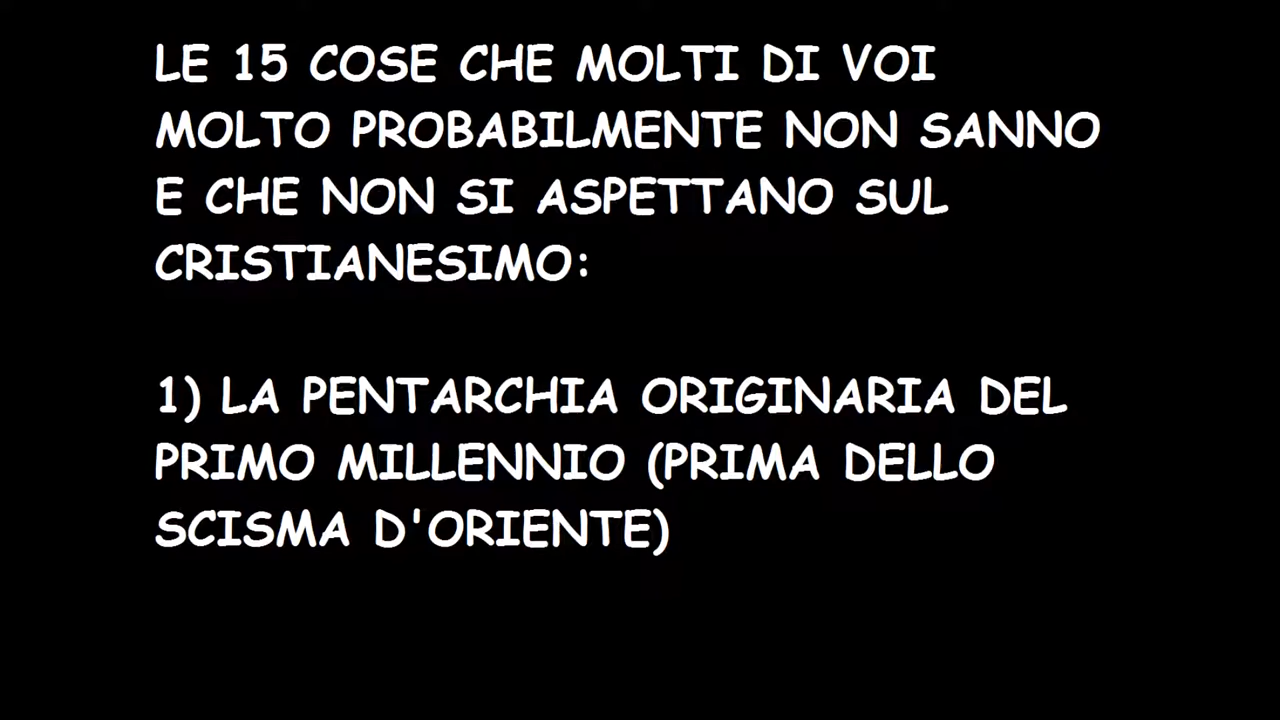 LE 15 COSE CHE MOLTI DI VOI
MOLTO PROBABILMENTE NON SANNO
E CHE NON SI ASPETTANO SUL
CRISTIANESIMO:
1) LA PENTARCHIA ORIGINARIA DEL
PRIMO MILLENNIO (PRIMA DELLO
SCISMA D'ORIENTE)